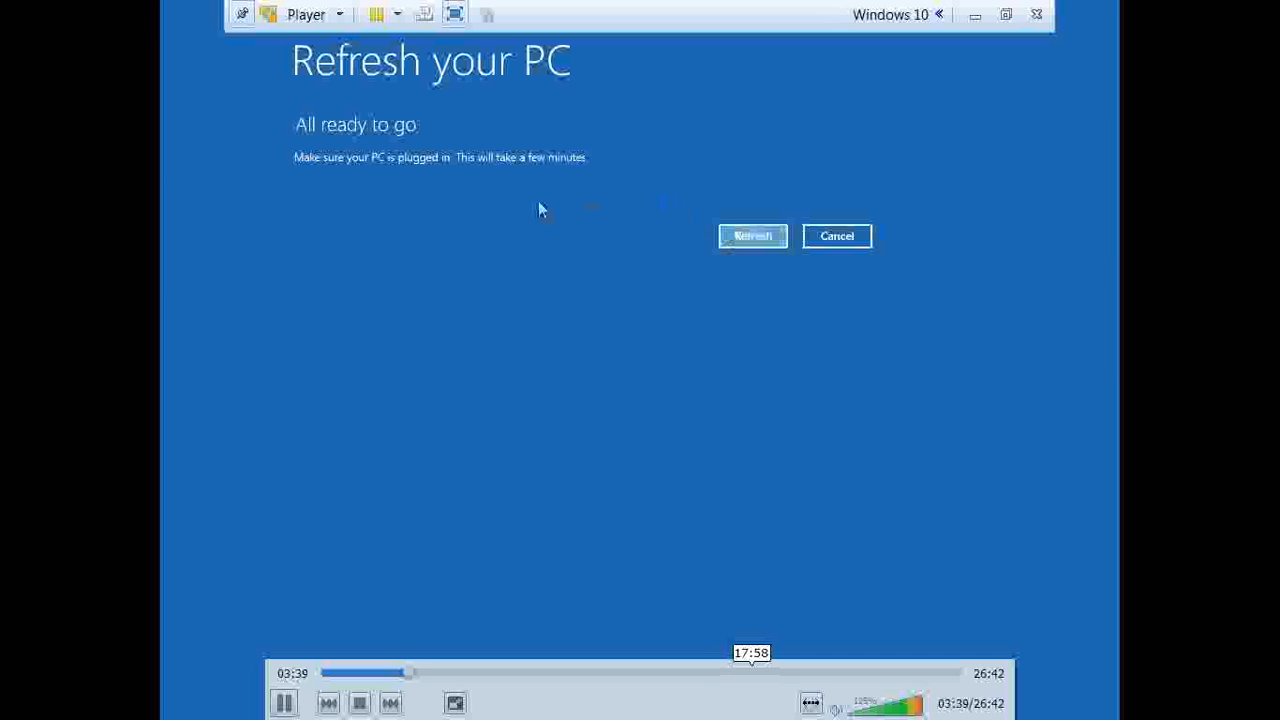 Player
Windows 10
Refresh your PC
All ready to go
Make sure your PC is plugged in. This will take a few minutes.
Refresh
Cancel
17:58
03:39
26:42
125%
03:39/26:42